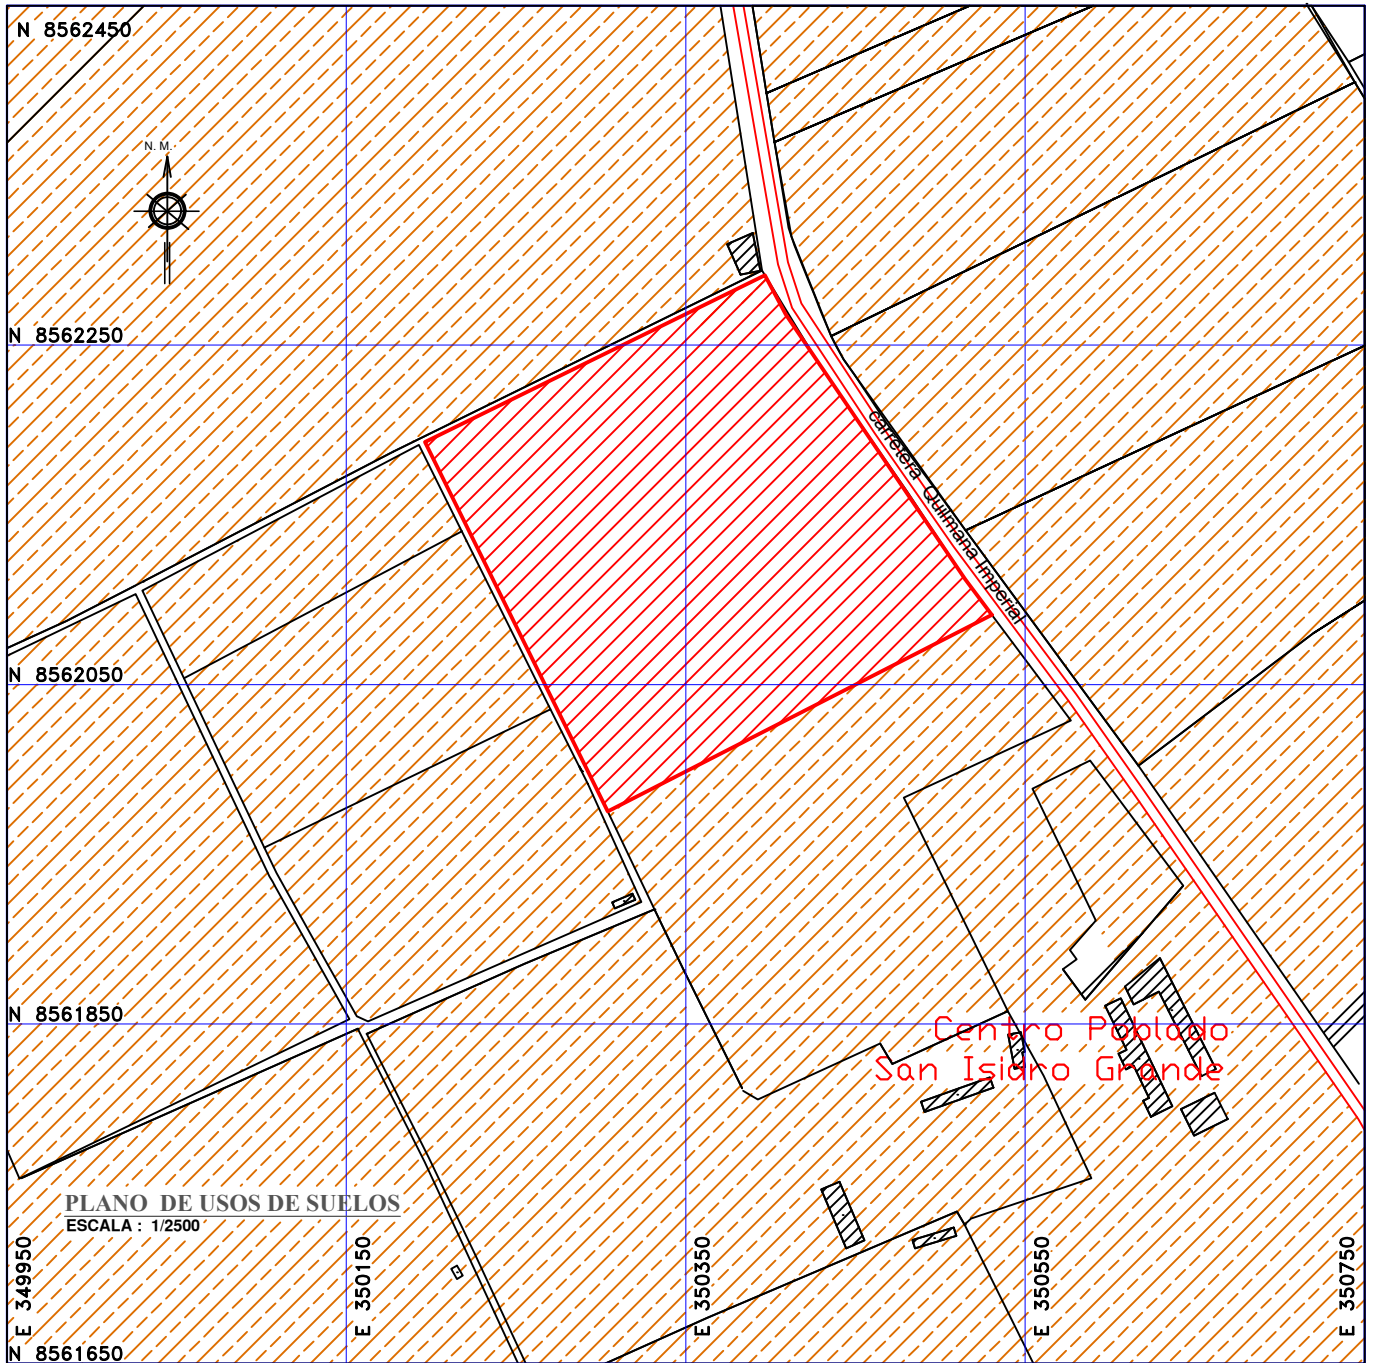 N 8562450
N. M.
N 8562250
carretera Quilmana Imperial
N 8562050
N 8561850
Centro Poblado
San Isidro Grande
PLANO DE USOS DE SUELOS
ESCALA : 1/2500
E 349950
E 350150
E 350350
E 350550
E 350750
N 8561650